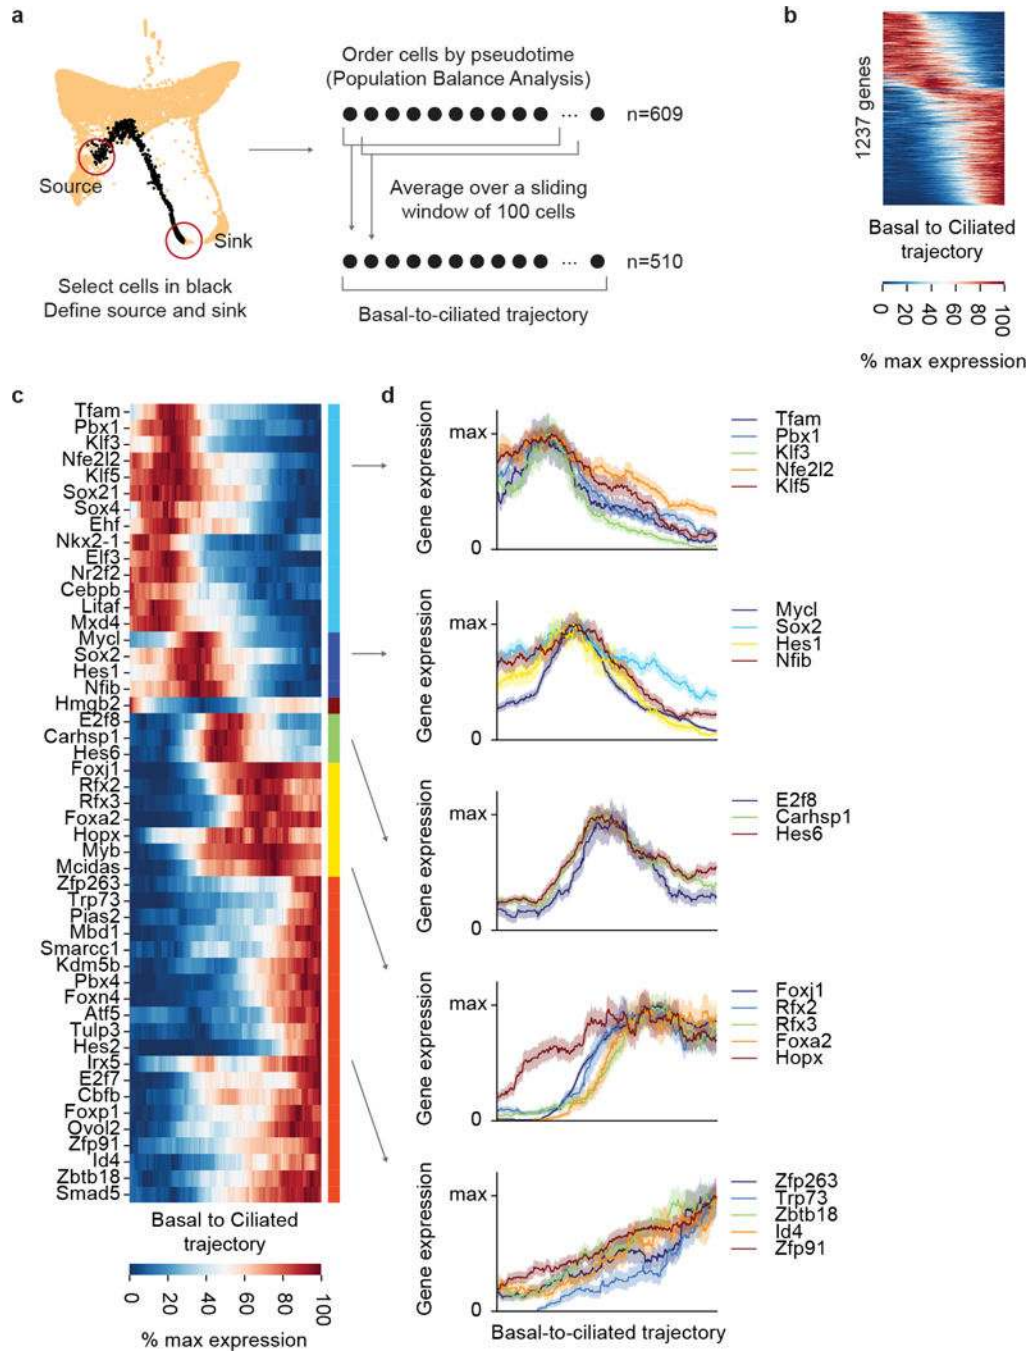 a
Order cells by pseudotime
(Population Balance Analysis)
... n=609
Source
Average over a sliding
window of 100 cells
Sink
... n=510
Select cells in black
Define source and sink
Basal-to-ciliated trajectory
b
1237 genes
Basal to Ciliated
trajectory
0 20 40 60 80 100
% max expression
c
Tfam
Pbx1
Klf3
Nfe2l2
Klf5
Sox21
Sox4
Ehf
Nkx2-1
Elf3
Nr2f2
Cebpb
Litaf
Mxd4
Mycl
Sox2
Hes1
Nfib
Hmgb2
E2f8
Carhsp1
Hes6
Foxj1
Rfx2
Rfx3
Foxa2
Hopx
Myb
Mcidas
Zfp263
Trp73
Pias2
Mbd1
Smarcc1
Kdm5b
Pbx4
Foxn4
Atf5
Tulp3
Hes2
Irx5
E2f7
Cbfb
Foxp1
Ovol2
Zfp91
Id4
Zbtb18
Smad5
Basal to Ciliated
trajectory
0 20 40 60 80 100
% max expression
d
Gene expression
max
0
Tfam
Pbx1
Klf3
Nfe2l2
Klf5
Gene expression
max
0
Mycl
Sox2
Hes1
Nfib
Gene expression
max
0
E2f8
Carhsp1
Hes6
Gene expression
max
0
Foxj1
Rfx2
Rfx3
Foxa2
Hopx
Gene expression
max
0
Zfp263
Trp73
Zbtb18
Id4
Zfp91
Basal-to-ciliated trajectory